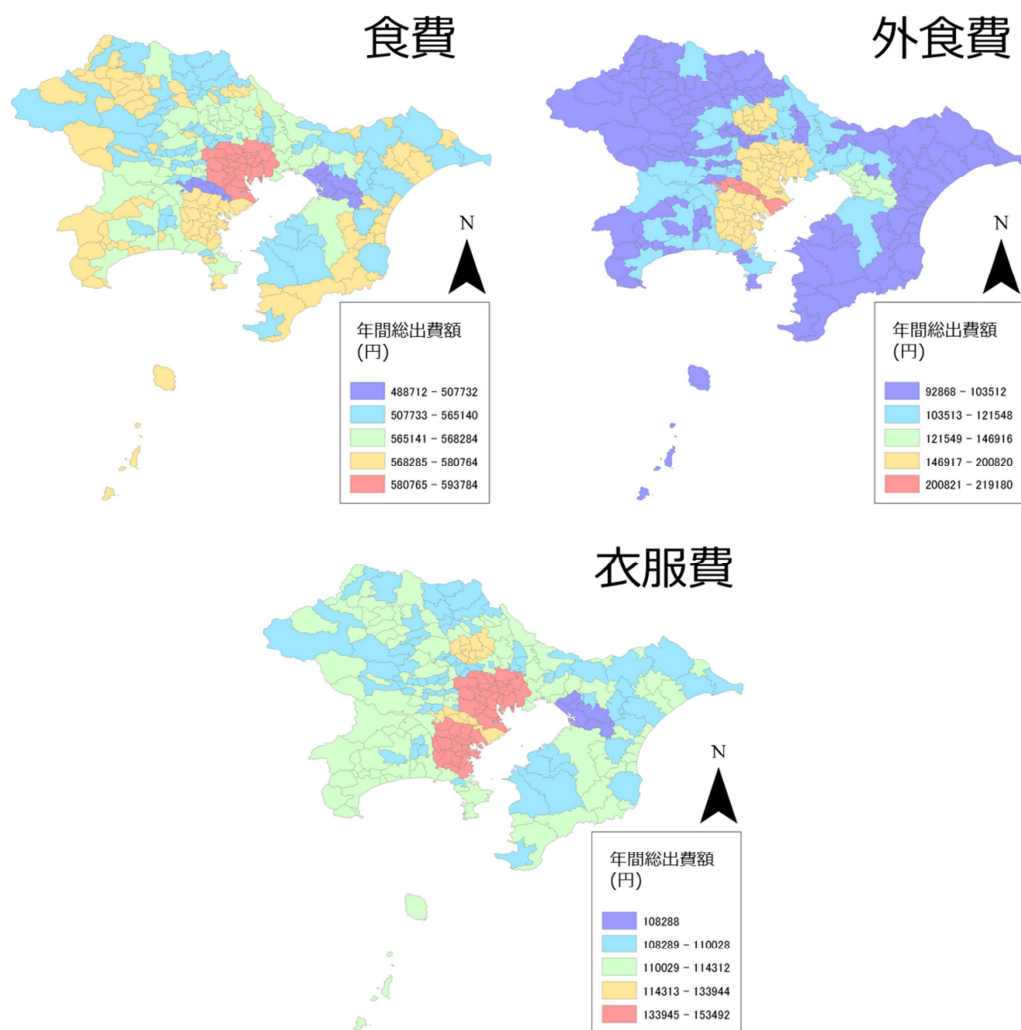 食費
N
年間総出費額
(円)
488712 - 507732
507733 - 565140
565141 - 568284
568285 - 580764
580765 - 593784
外食費
N
年間総出費額
(円)
92868 - 103512
103513 - 121548
121549 - 146916
146917 - 200820
200821 - 219180
衣服費
N
年間総出費額
(円)
108288
108289 - 110028
110029 - 114312
114313 - 133944
133945 - 153492